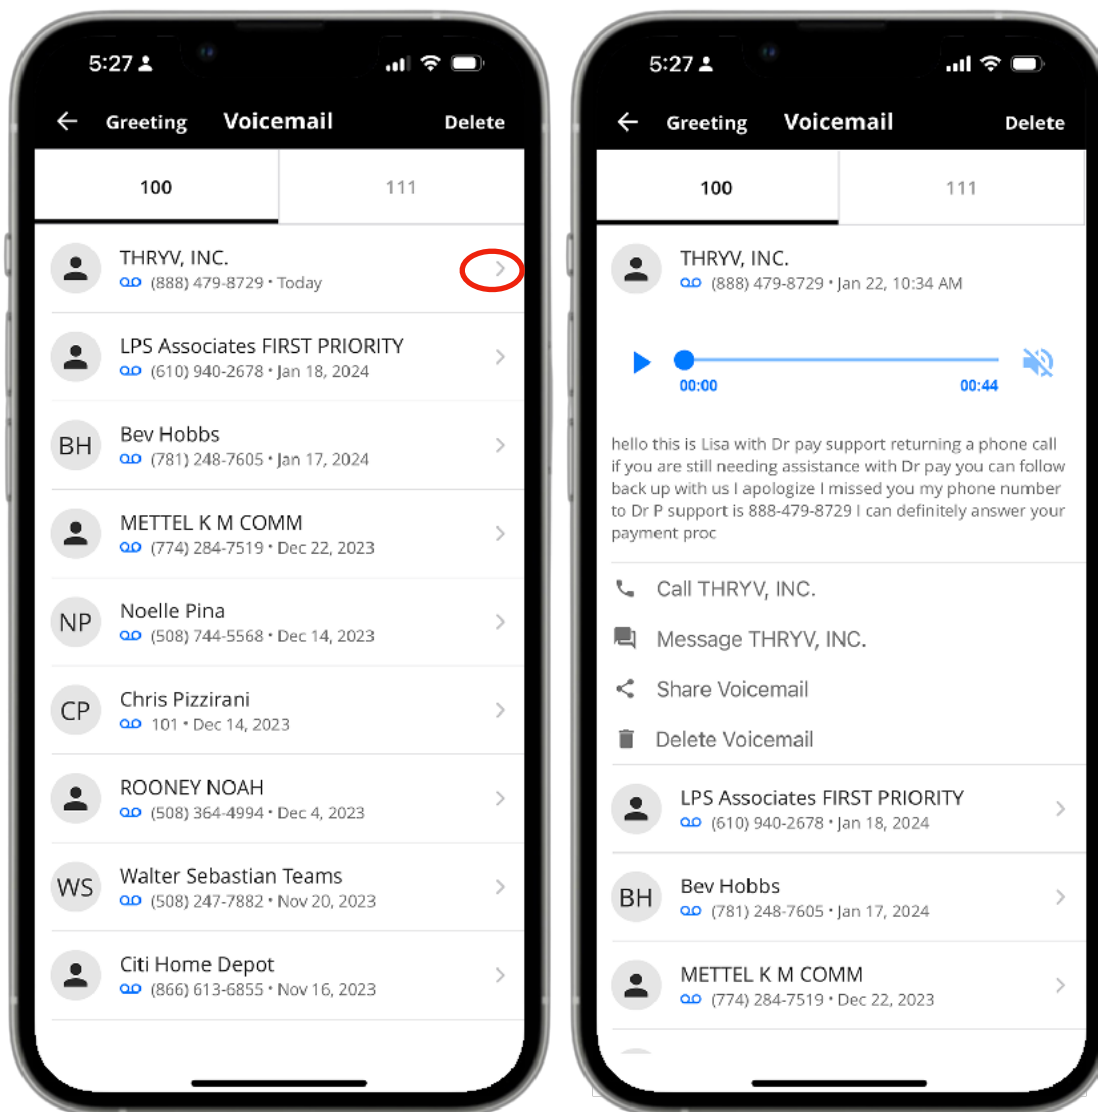 5:27
Greeting Voicemail Delete
100 111
THRYV, INC.
(888) 479-8729 • Today
LPS Associates FIRST PRIORITY
(610) 940-2678 • Jan 18, 2024
BH
Bev Hobbs
(781) 248-7605 • Jan 17, 2024
METTEL K M COMM
(774) 284-7519 • Dec 22, 2023
NP
Noelle Pina
(508) 744-5568 • Dec 14, 2023
CP
Chris Pizzirani
101 • Dec 14, 2023
ROONEY NOAH
(508) 364-4994 • Dec 4, 2023
WS
Walter Sebastian Teams
(508) 247-7882 • Nov 20, 2023
Citi Home Depot
(866) 613-6855 • Nov 16, 2023
5:27
Greeting Voicemail Delete
100 111
THRYV, INC.
(888) 479-8729 • Jan 22, 10:34 AM
00:00 00:44
hello this is Lisa with Dr pay support returning a phone call
if you are still needing assistance with Dr pay you can follow
back up with us I apologize I missed you my phone number
to Dr P support is 888-479-8729 I can definitely answer your
payment proc
Call THRYV, INC.
Message THRYV, INC.
Share Voicemail
Delete Voicemail
LPS Associates FIRST PRIORITY
(610) 940-2678 • Jan 18, 2024
BH
Bev Hobbs
(781) 248-7605 • Jan 17, 2024
METTEL K M COMM
(774) 284-7519 • Dec 22, 2023